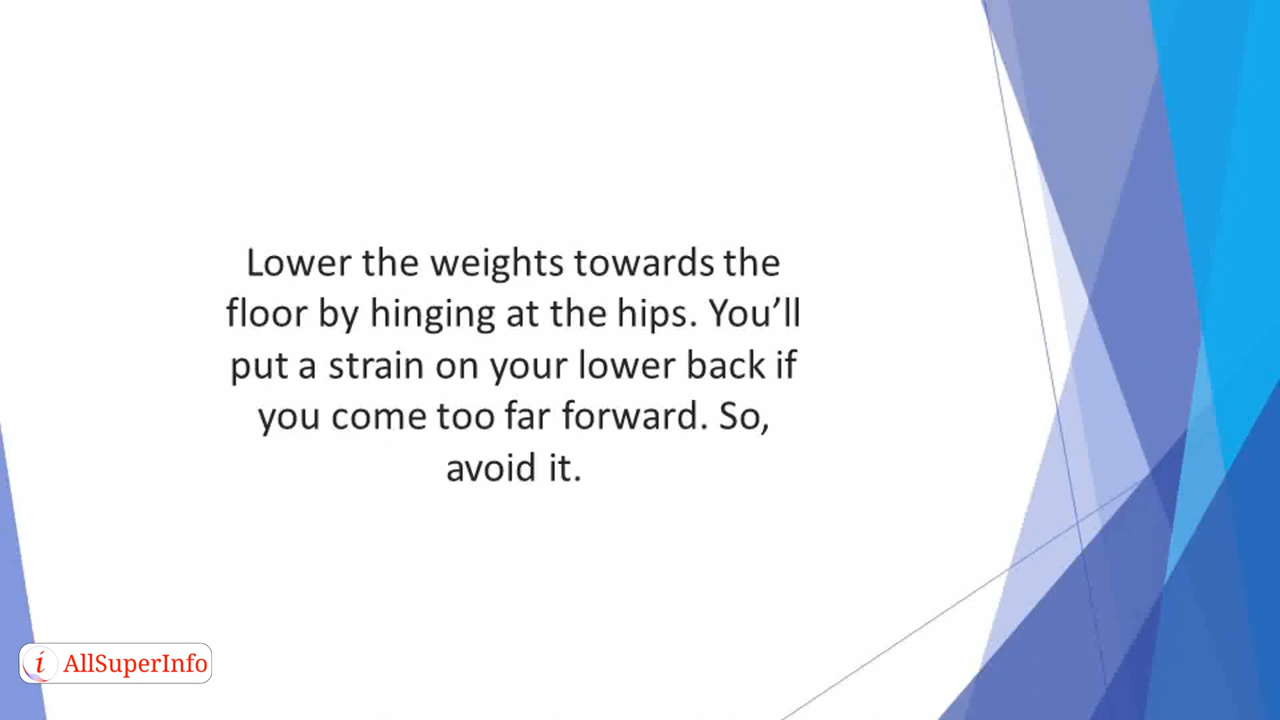 Lower the weights towards the
floor by hinging at the hips. You’ll
put a strain on your lower back if
you come too far forward. So,
avoid it.
i AllSuperInfo